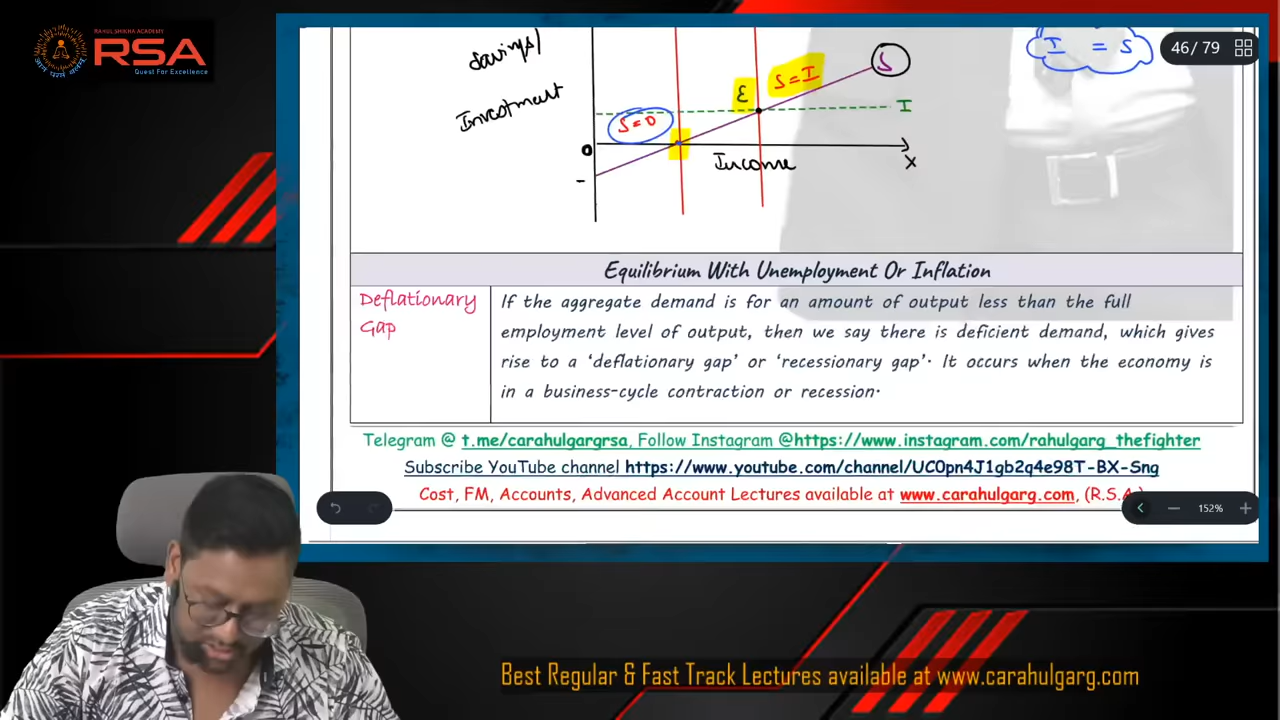 RAHUL SHIKHA ACADEMY
RSA
Quest For Excellence
Savings/
Investment
S=0
E
S=I
S
I
I = S
46 / 79
0
-
Income
X
Equilibrium With Unemployment Or Inflation
Deflationary
Gap
If the aggregate demand is for an amount of output less than the full
employment level of output, then we say there is deficient demand, which gives
rise to a ‘deflationary gap’ or ‘recessionary gap’. It occurs when the economy is
in a business-cycle contraction or recession.
Telegram @ t.me/carahulgargrsa, Follow Instagram @https://www.instagram.com/rahulgarg_thefighter
Subscribe YouTube channel https://www.youtube.com/channel/UC0pn4J1gb2q4e98T-BX-Sng
Cost, FM, Accounts, Advanced Account Lectures available at www.carahulgarg.com, (R.S.A.)
152%
Best Regular & Fast Track Lectures available at www.carahulgarg.com